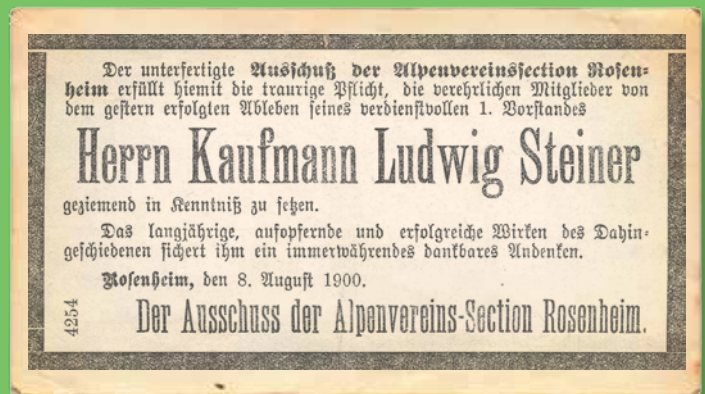 Der unterfertigte Ausschuß der Alpenvereinssection Rosen=
heim erfüllt hiemit die traurige Pflicht, die verehrlichen Mitglieder von
dem gestern erfolgten Ableben seines verdienstvollen 1. Vorstandes
Herrn Kaufmann Ludwig Steiner
geziemend in Kenntniß zu setzen.
Das langjährige, aufopfernde und erfolgreiche Wirken des Dahin=
geschiedenen sichert ihm ein immerwährendes dankbares Andenken.
Rosenheim, den 8. August 1900.
4254
Der Ausschuss der Alpenvereins-Section Rosenheim.